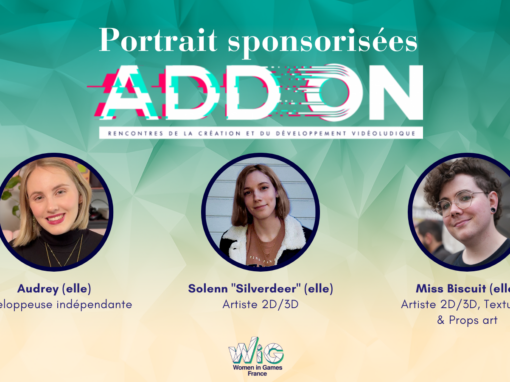 Portrait sponsorisées
ADD ON
RENCONTRES DE LA CRÉATION ET DU DÉVELOPPEMENT VIDÉOLUDIQUE
Audrey (elle)
eloppeuse indépendante
Solenn "Silverdeer" (elle)
Artiste 2D/3D
Miss Biscuit (elle
Artiste 2D/3D, Textu
& Props art
WIG
Women in Games
France